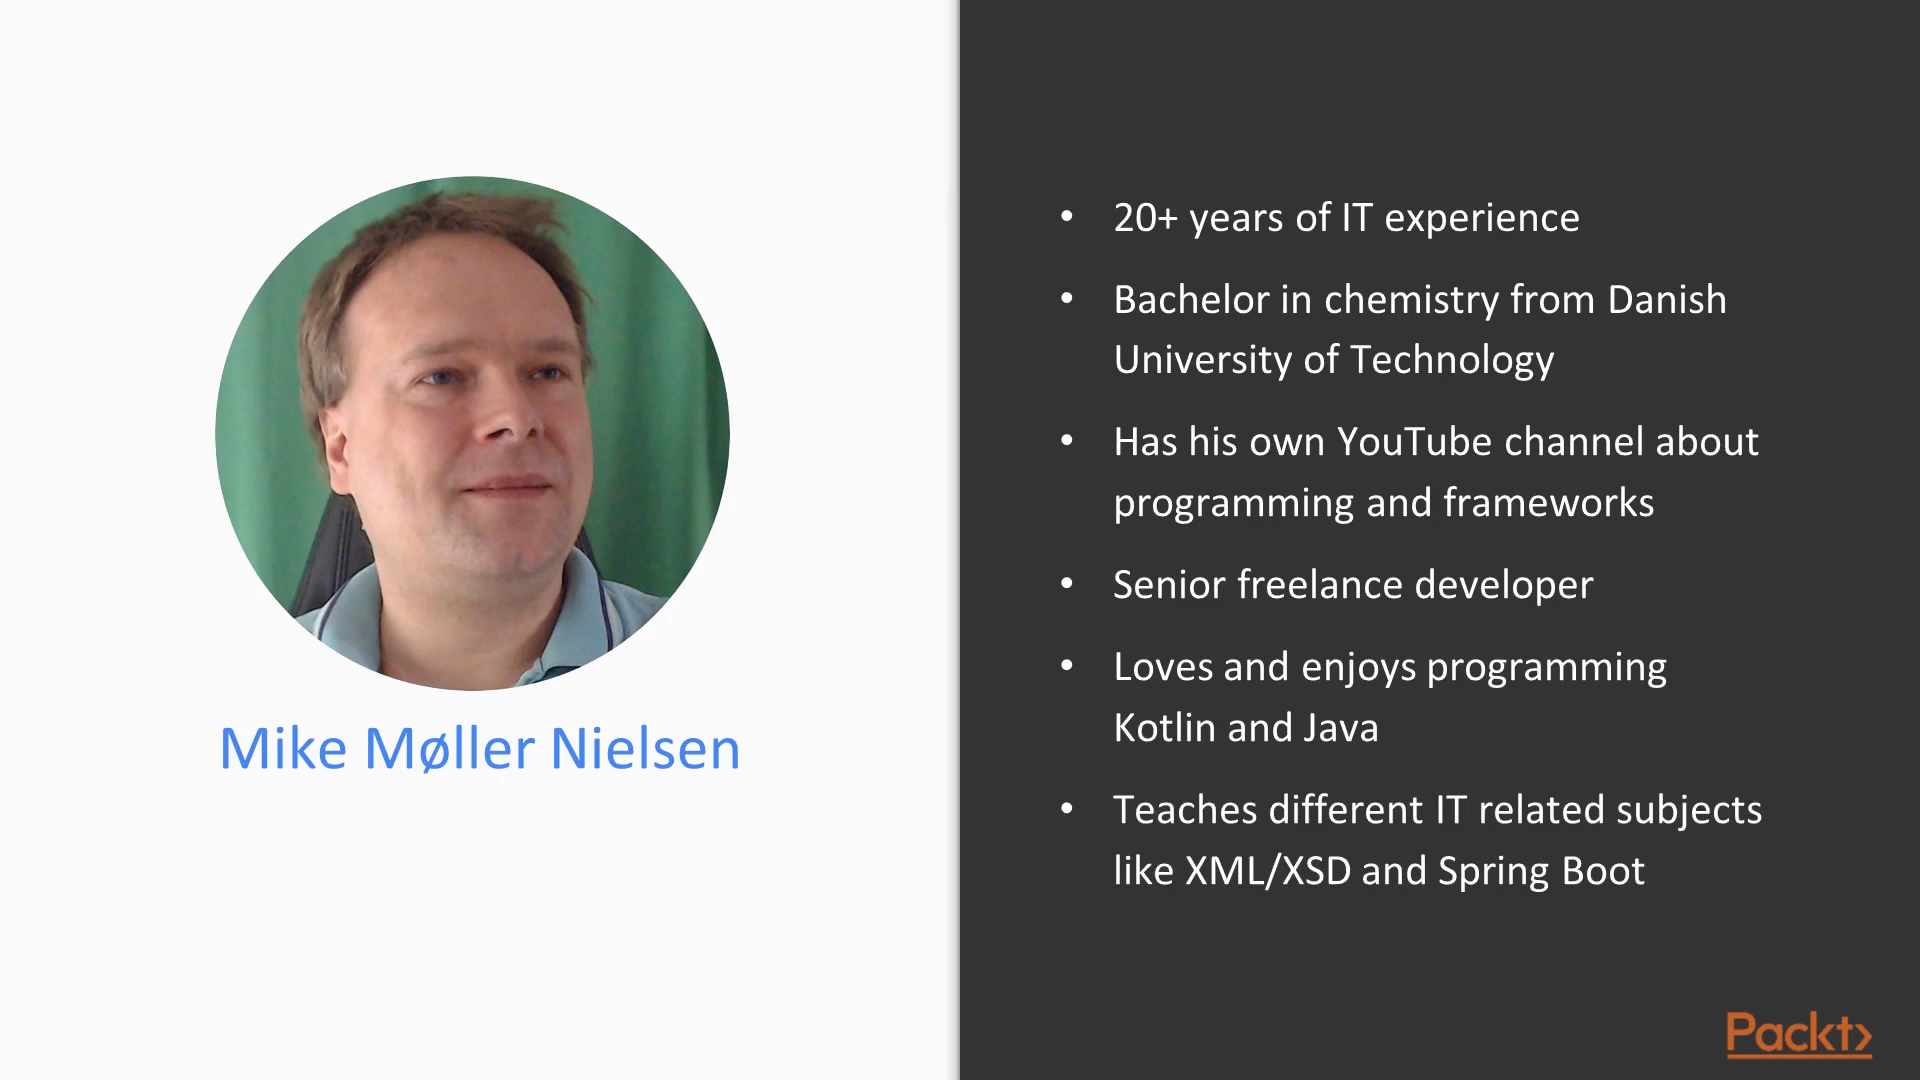 Mike Møller Nielsen
• 20+ years of IT experience
• Bachelor in chemistry from Danish
University of Technology
• Has his own YouTube channel about
programming and frameworks
• Senior freelance developer
• Loves and enjoys programming
Kotlin and Java
• Teaches different IT related subjects
like XML/XSD and Spring Boot
Packt>